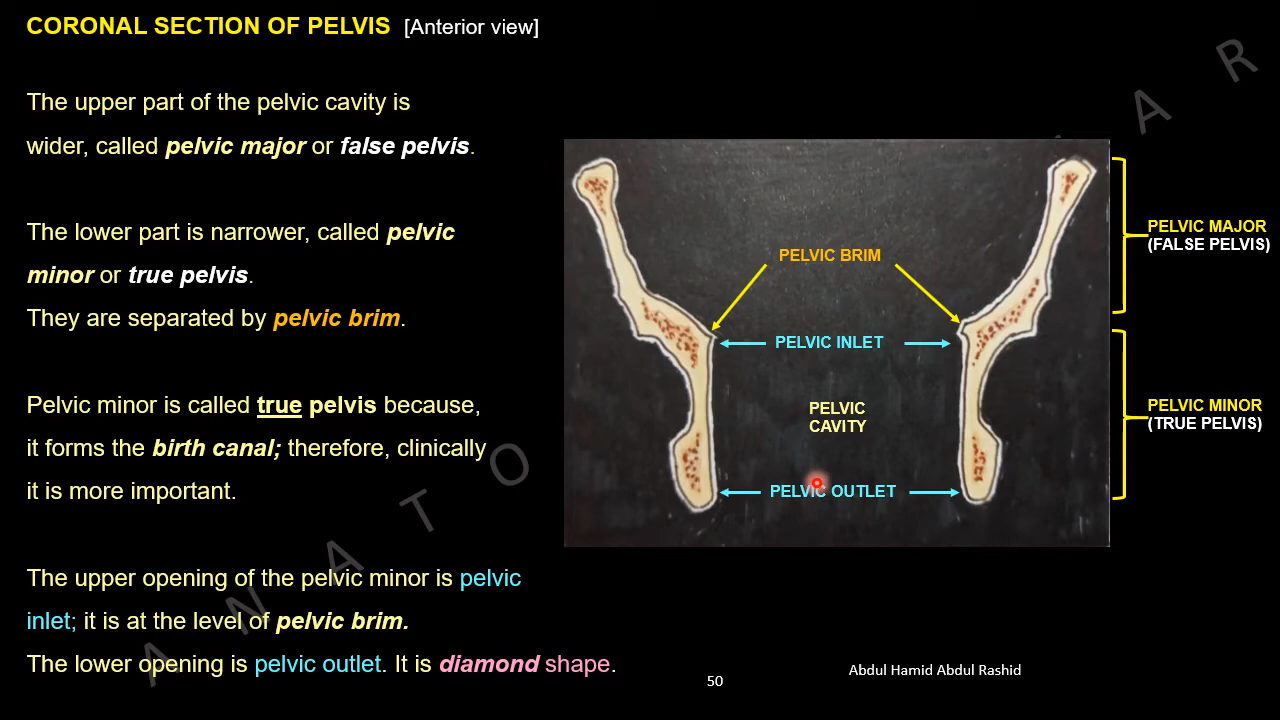 CORONAL SECTION OF PELVIS [Anterior view]
The upper part of the pelvic cavity is
wider, called pelvic major or false pelvis.
The lower part is narrower, called pelvic
minor or true pelvis.
They are separated by pelvic brim.
Pelvic minor is called true pelvis because,
it forms the birth canal; therefore, clinically
it is more important.
The upper opening of the pelvic minor is pelvic
inlet; it is at the level of pelvic brim.
The lower opening is pelvic outlet. It is diamond shape.
PELVIC BRIM
PELVIC INLET
PELVIC
CAVITY
PELVIC OUTLET
PELVIC MAJOR
(FALSE PELVIS)
PELVIC MINOR
(TRUE PELVIS)
50
Abdul Hamid Abdul Rashid
A N A T O
A R